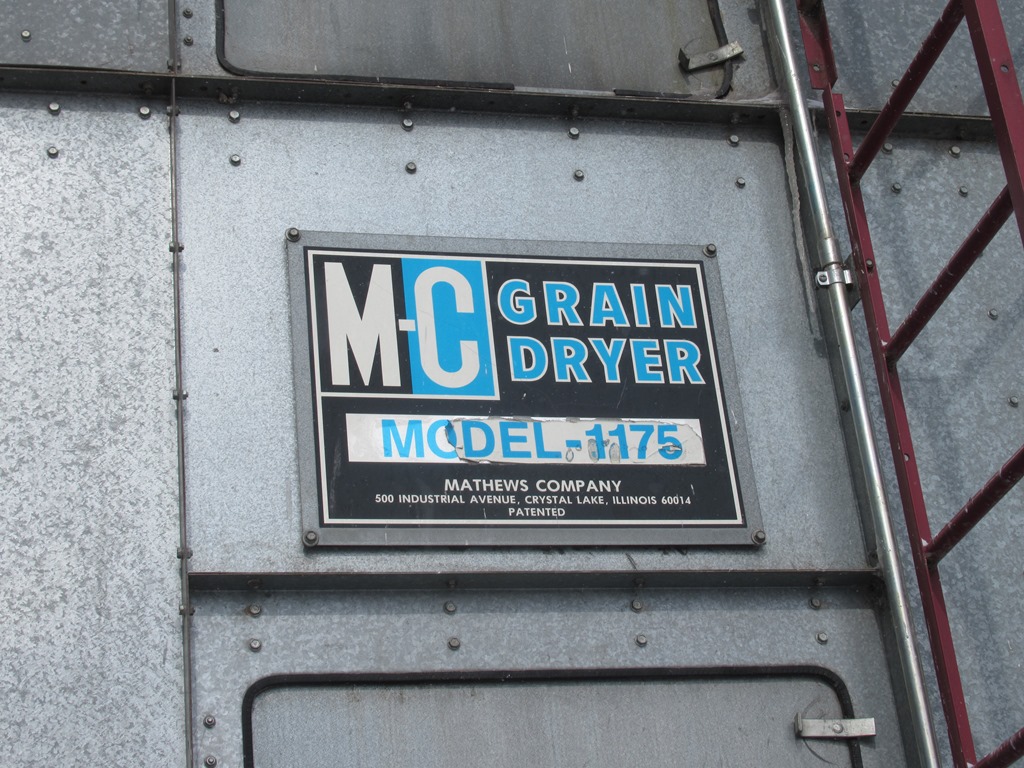 M-C GRAIN
DRYER
MODEL-1175
MATHEWS COMPANY
500 INDUSTRIAL AVENUE, CRYSTAL LAKE, ILLINOIS 60014
PATENTED